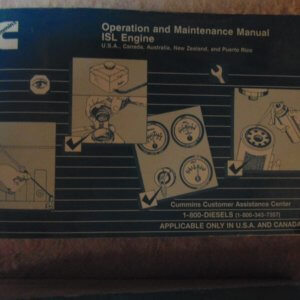 Operation and Maintenance Manual
ISL Engine
U.S.A., Canada, Australia, New Zealand, and Puerto Rico
Cummins Customer Assistance Center
1-800-DIESELS (1-800-343-7357)
APPLICABLE ONLY IN U.S.A. AND CANADA